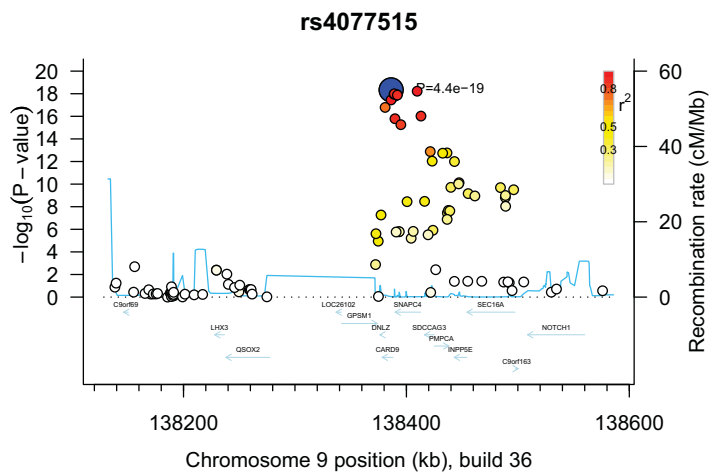 rs4077515
20
18
16
14
12
10
8
6
4
2
0
−log10(P−value)
P=4.4e−19
0.8
0.5
0.3
r2
60
40
20
0
Recombination rate (cM/Mb)
C9orf69
LOC26102
SNAPC4
SEC16A
GPSM1
LHX3
DNLZ
SDCCAG3
NOTCH1
PMPCA
QSOX2
CARD9
INPP5E
C9orf163
138200
138400
138600
Chromosome 9 position (kb), build 36